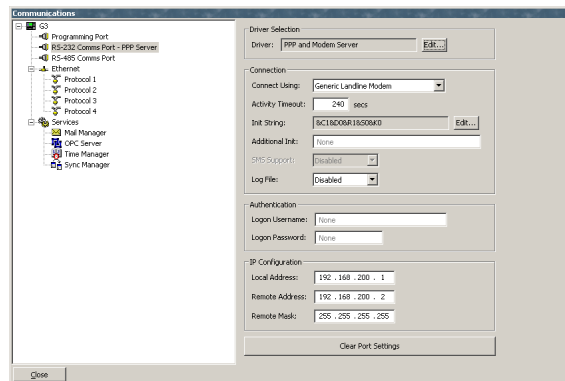 Communications
G3
Programming Port
RS-232 Comms Port - PPP Server
RS-485 Comms Port
Ethernet
Protocol 1
Protocol 2
Protocol 3
Protocol 4
Services
Mail Manager
OPC Server
Time Manager
Sync Manager
Driver Selection
Driver: PPP and Modem Server Edit...
Connection
Connect Using: Generic Landline Modem
Activity Timeout: 240 secs
Init String: &C1&D0&R1&S0&K0 Edit...
Additional Init: None
SMS Support: Disabled
Log File: Disabled
Authentication
Logon Username: None
Logon Password: None
IP Configuration
Local Address: 192 . 168 . 200 . 1
Remote Address: 192 . 168 . 200 . 2
Remote Mask: 255 . 255 . 255 . 255
Clear Port Settings
Close